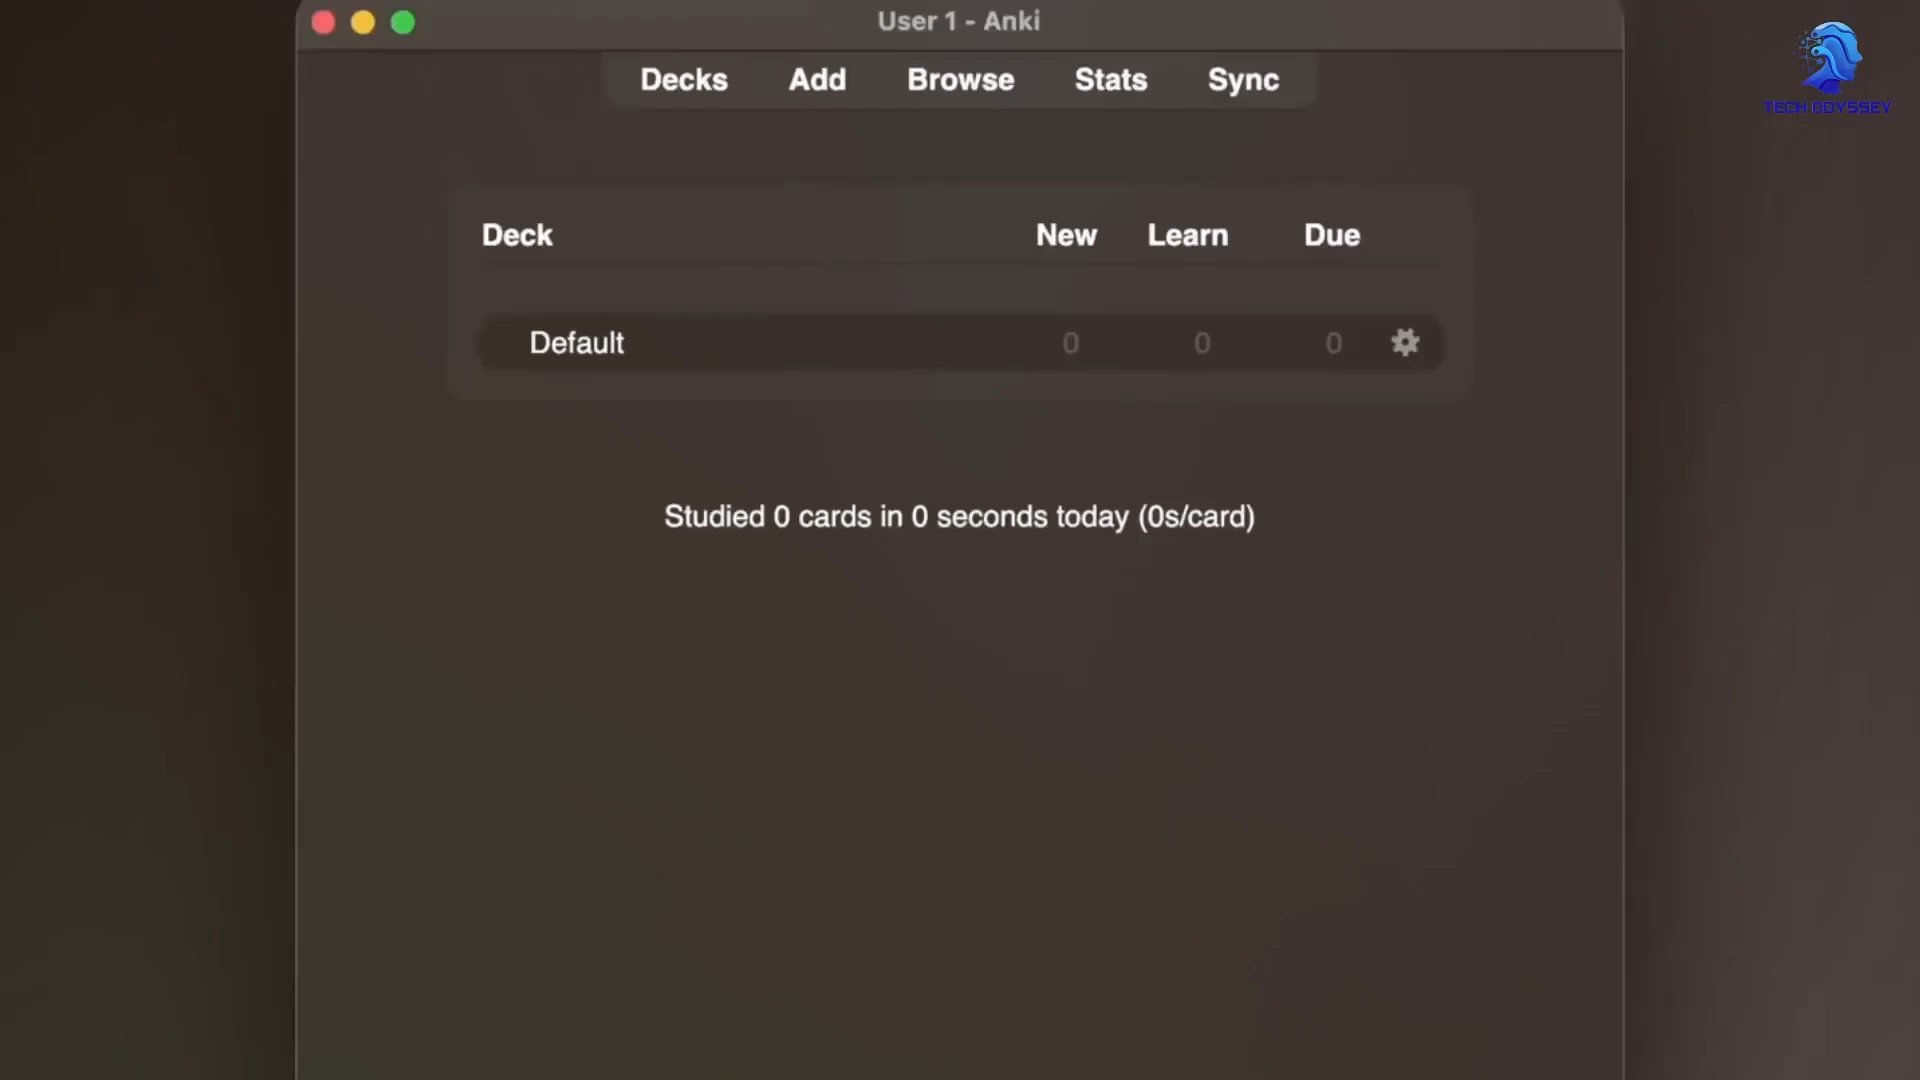 User 1 - Anki
TECH ODYSSEY
Decks Add Browse Stats Sync
Deck New Learn Due
Default 0 0 0
Studied 0 cards in 0 seconds today (0s/card)